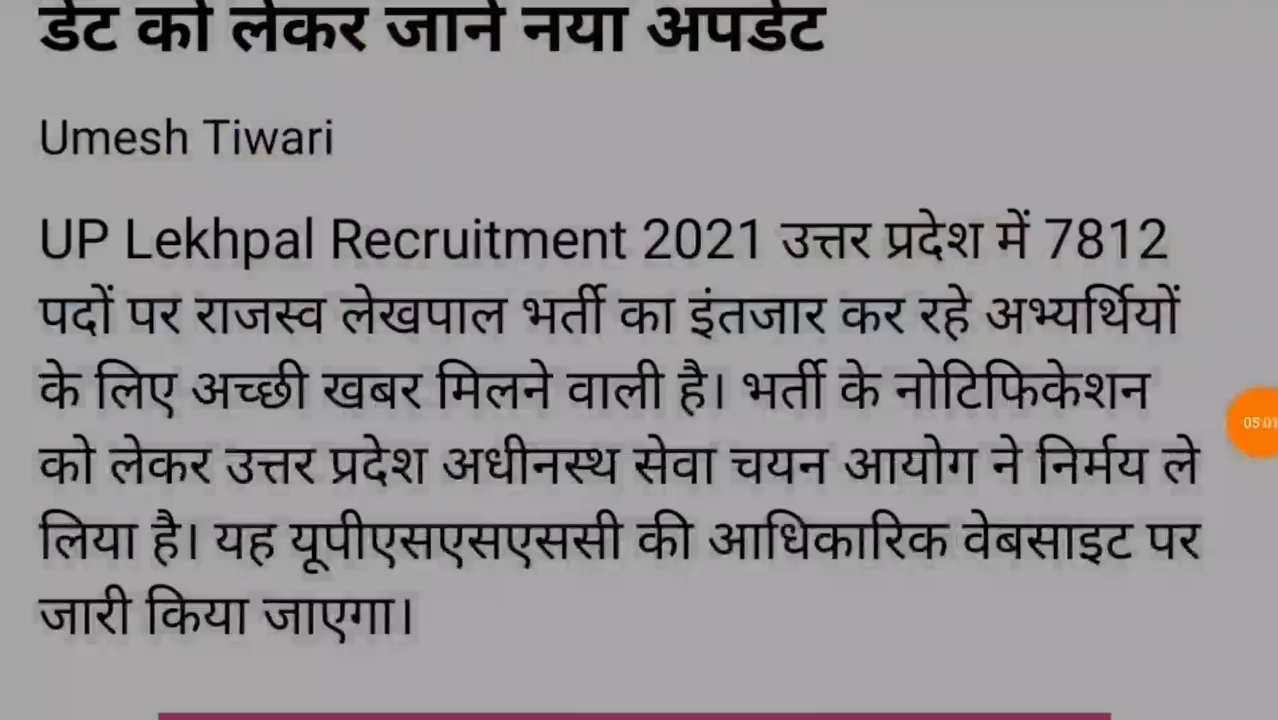 डेट को लेकर जानें नया अपडेट
Umesh Tiwari
UP Lekhpal Recruitment 2021 उत्तर प्रदेश में 7812
पदों पर राजस्व लेखपाल भर्ती का इंतजार कर रहे अभ्यर्थियों
के लिए अच्छी खबर मिलने वाली है। भर्ती के नोटिफिकेशन
को लेकर उत्तर प्रदेश अधीनस्थ सेवा चयन आयोग ने निर्मय ले
लिया है। यह यूपीएसएसएससी की आधिकारिक वेबसाइट पर
जारी किया जाएगा।
05:01